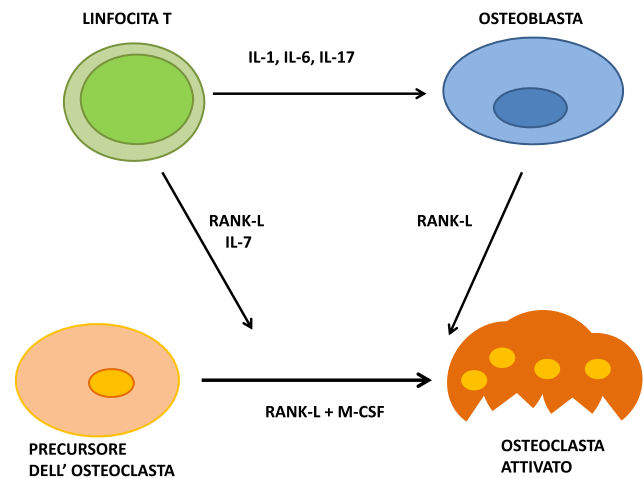 LINFOCITA T
OSTEOBLASTA
IL-1, IL-6, IL-17
RANK-L
IL-7
RANK-L
RANK-L + M-CSF
PRECURSORE
DELL’ OSTEOCLASTA
OSTEOCLASTA
ATTIVATO